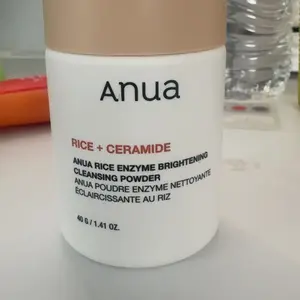 Anua
RICE + CERAMIDE
ANUA RICE ENZYME BRIGHTENING
CLEANSING POWDER
ANUA POUDRE ENZYME NETTOYANTE
ÉCLAIRCISSANTE AU RIZ
40 G / 1.41 OZ.